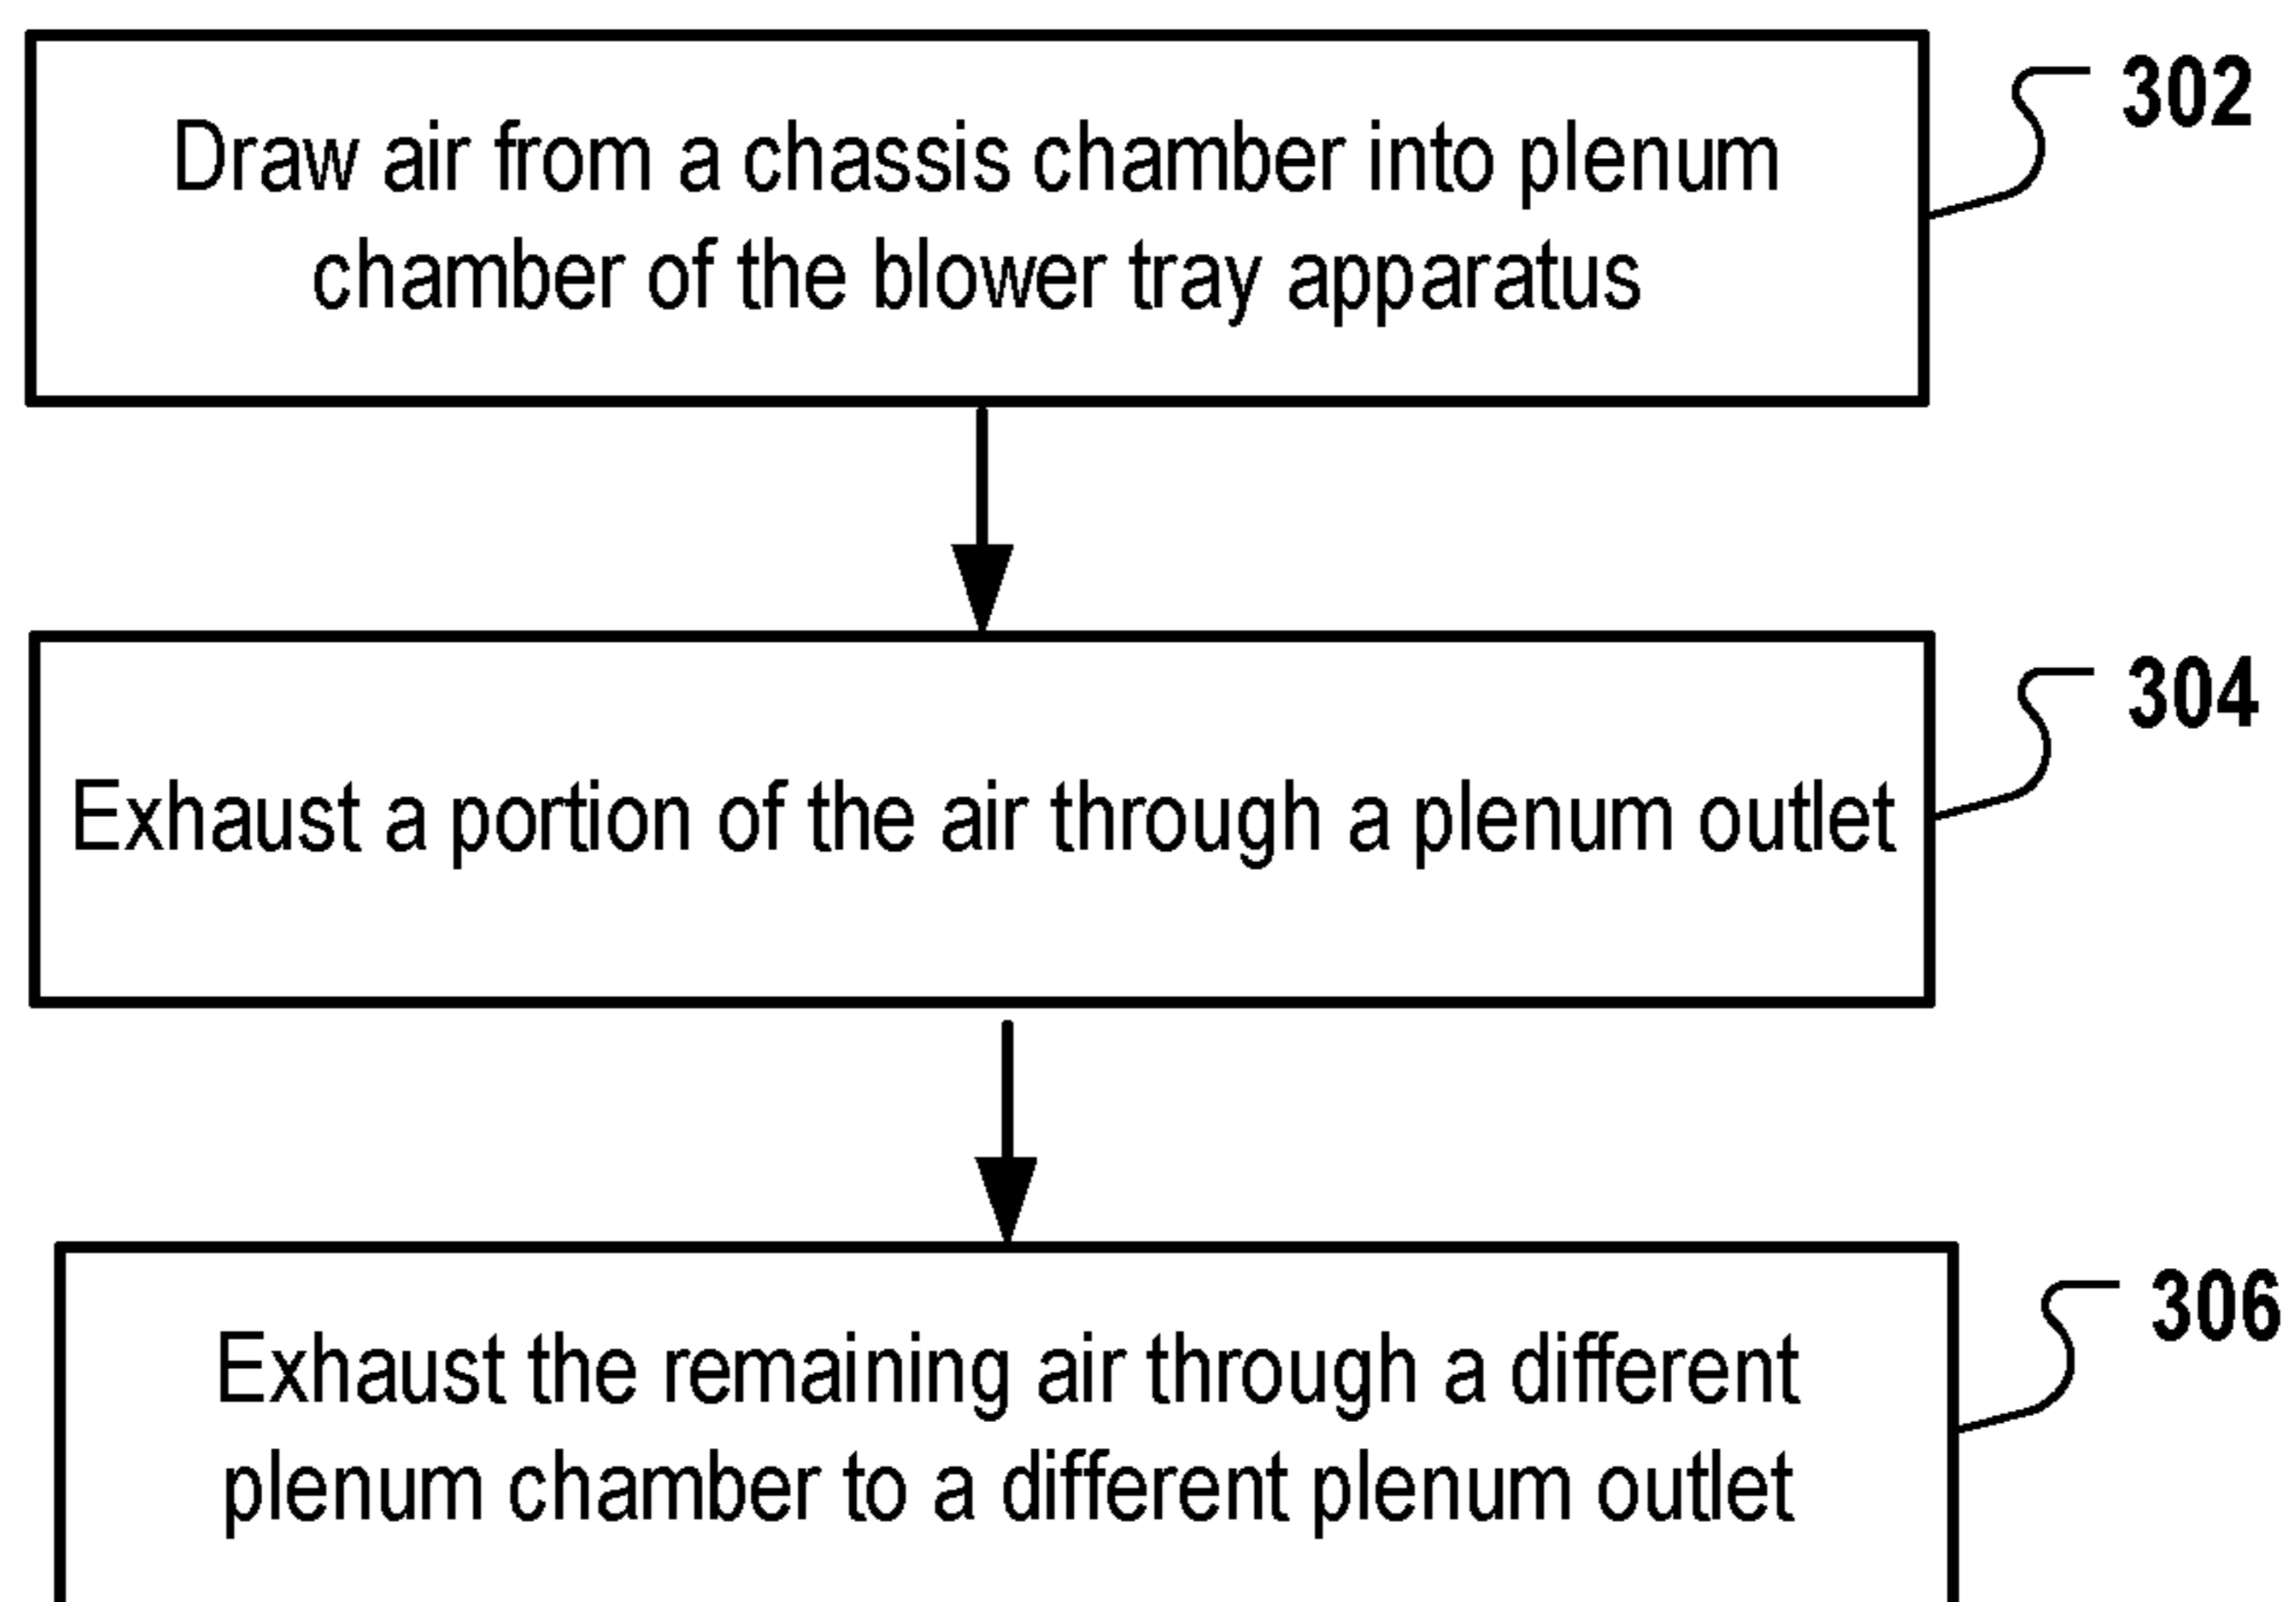 Draw air from a chassis chamber into plenum
chamber of the blower tray apparatus
302
Exhaust a portion of the air through a plenum outlet
304
Exhaust the remaining air through a different
plenum chamber to a different plenum outlet
306